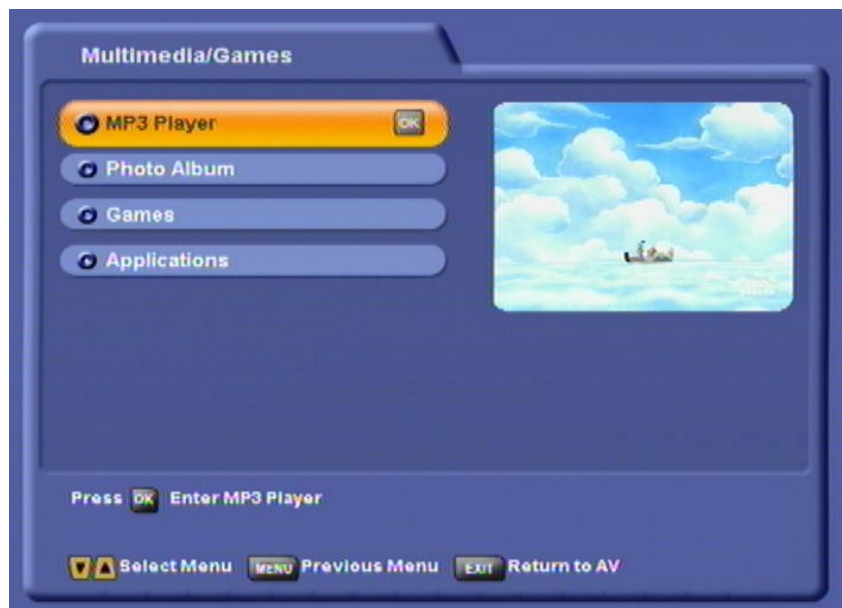 Multimedia/Games
MP3 Player OK
Photo Album
Games
Applications
Press OK Enter MP3 Player
Select Menu MENU Previous Menu EXIT Return to AV